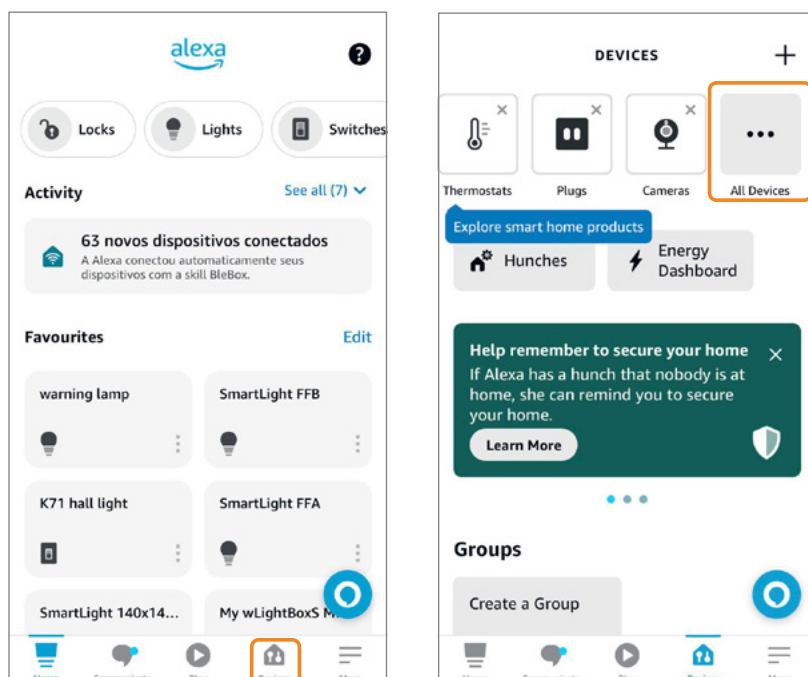 alexa
?
Locks
Lights
Switches
Activity
See all (7)
63 novos dispositivos conectados
A Alexa conectou automaticamente seus
dispositivos com a skill BleBox.
Favourites
Edit
warning lamp
SmartLight FFB
K71 hall light
SmartLight FFA
SmartLight 140x14...
My wLightBoxS
DEVICES
Thermostats
Plugs
Cameras
All Devices
Explore smart home products
Hunches
Energy
Dashboard
Help remember to secure your home
If Alexa has a hunch that nobody is at
home, she can remind you to secure
your home.
Learn More
Groups
Create a Group